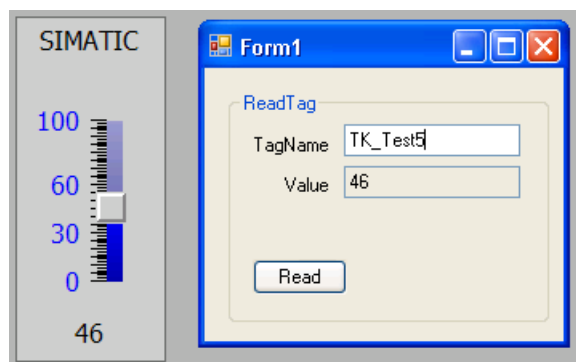 SIMATIC
100
60
30
0
46
Form1
ReadTag
TagName TK_Test5
Value 46
Read